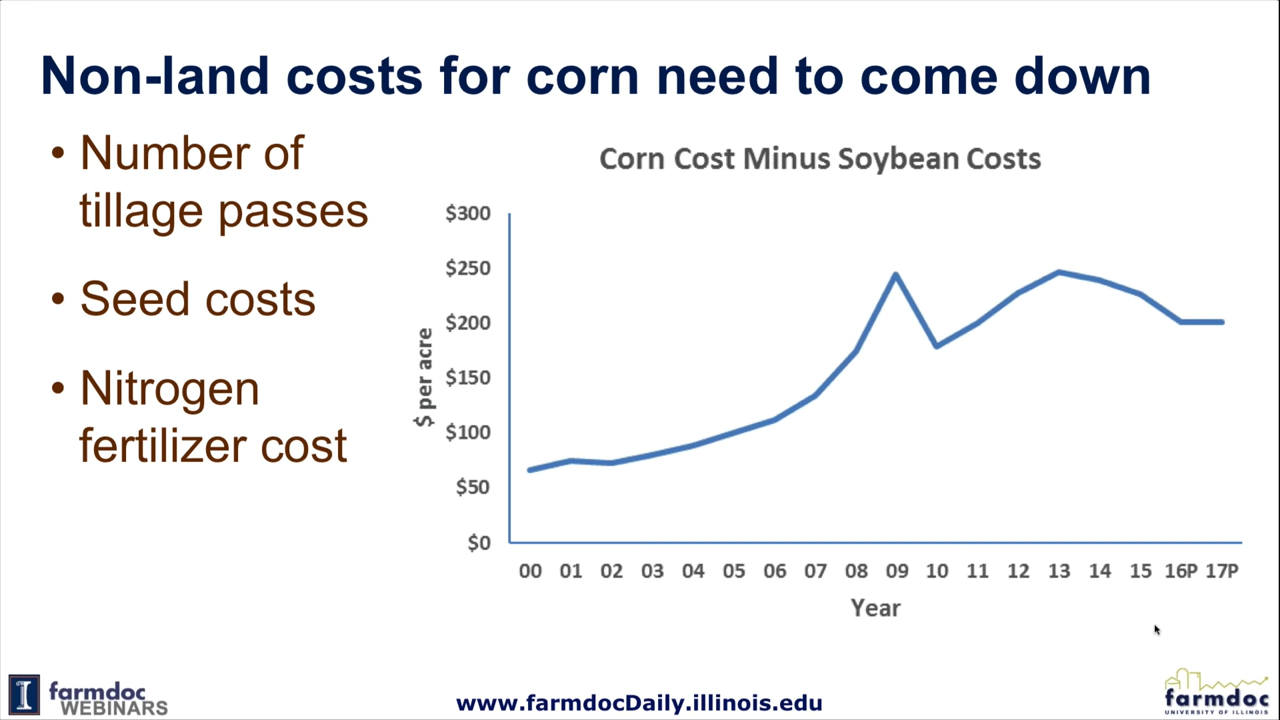 Non-land costs for corn need to come down
• Number of
tillage passes
• Seed costs
• Nitrogen
fertilizer cost
Corn Cost Minus Soybean Costs
$300
$250
$200
$150
$100
$50
$0
$ per acre
00 01 02 03 04 05 06 07 08 09 10 11 12 13 14 15 16P 17P
Year
I
farmdoc
WEBINARS
www.farmdocDaily.illinois.edu
farmdoc
UNIVERSITY OF ILLINOIS